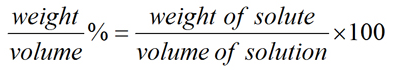 weight/volume % = weight of solute/volume of solution ×100